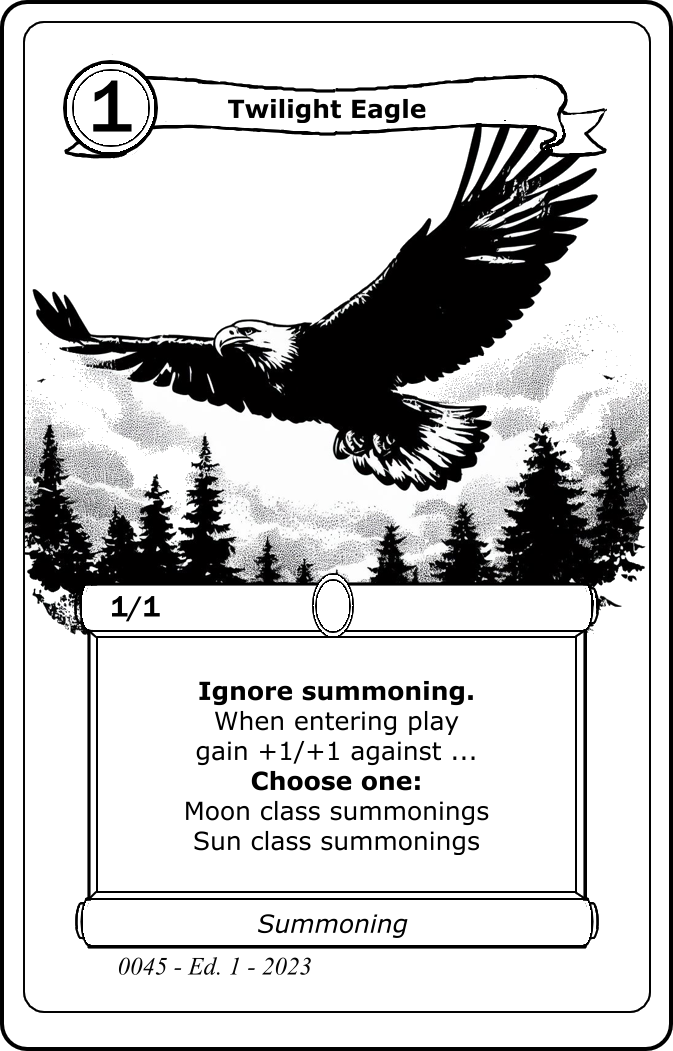 1
Twilight Eagle
1/1
Ignore summoning.
When entering play
gain +1/+1 against ...
Choose one:
Moon class summonings
Sun class summonings
Summoning
0045 - Ed. 1 - 2023